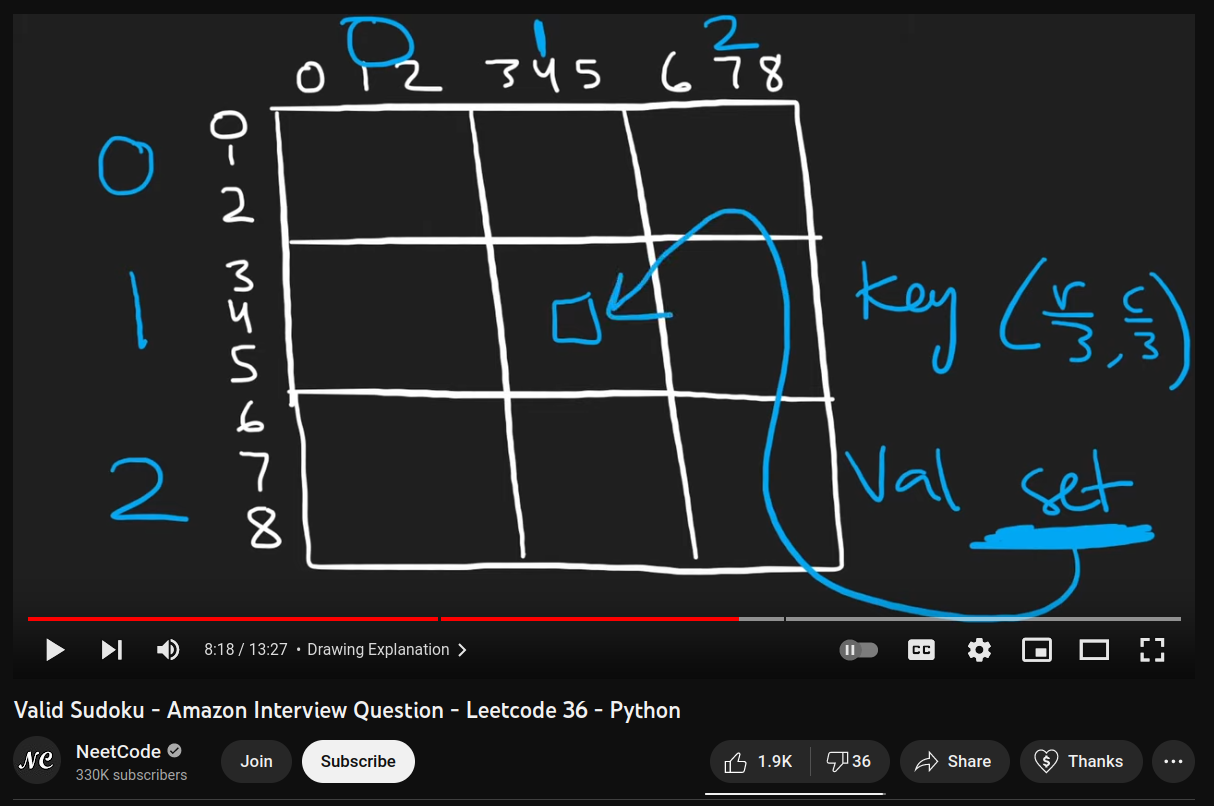 0 1 2
0 1 2 3 4 5 6 7 8
0
0
1
2
3
1
4
5
6
2
7
8
Key (r/3, c/3)
Val set
8:18 / 13:27 • Drawing Explanation >
CC
Valid Sudoku - Amazon Interview Question - Leetcode 36 - Python
NC NeetCode
330K subscribers
Join
Subscribe
1.9K
36
Share
$
Thanks